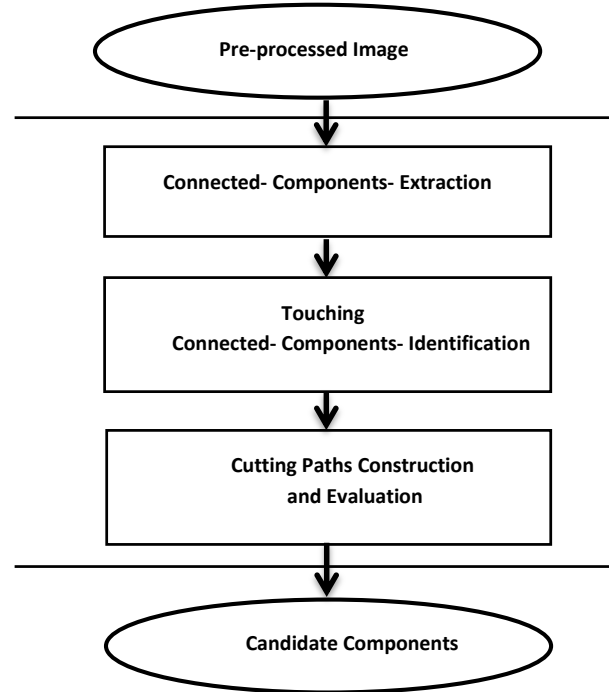 Pre-processed Image
Connected- Components- Extraction
Touching
Connected- Components- Identification
Cutting Paths Construction
and Evaluation
Candidate Components